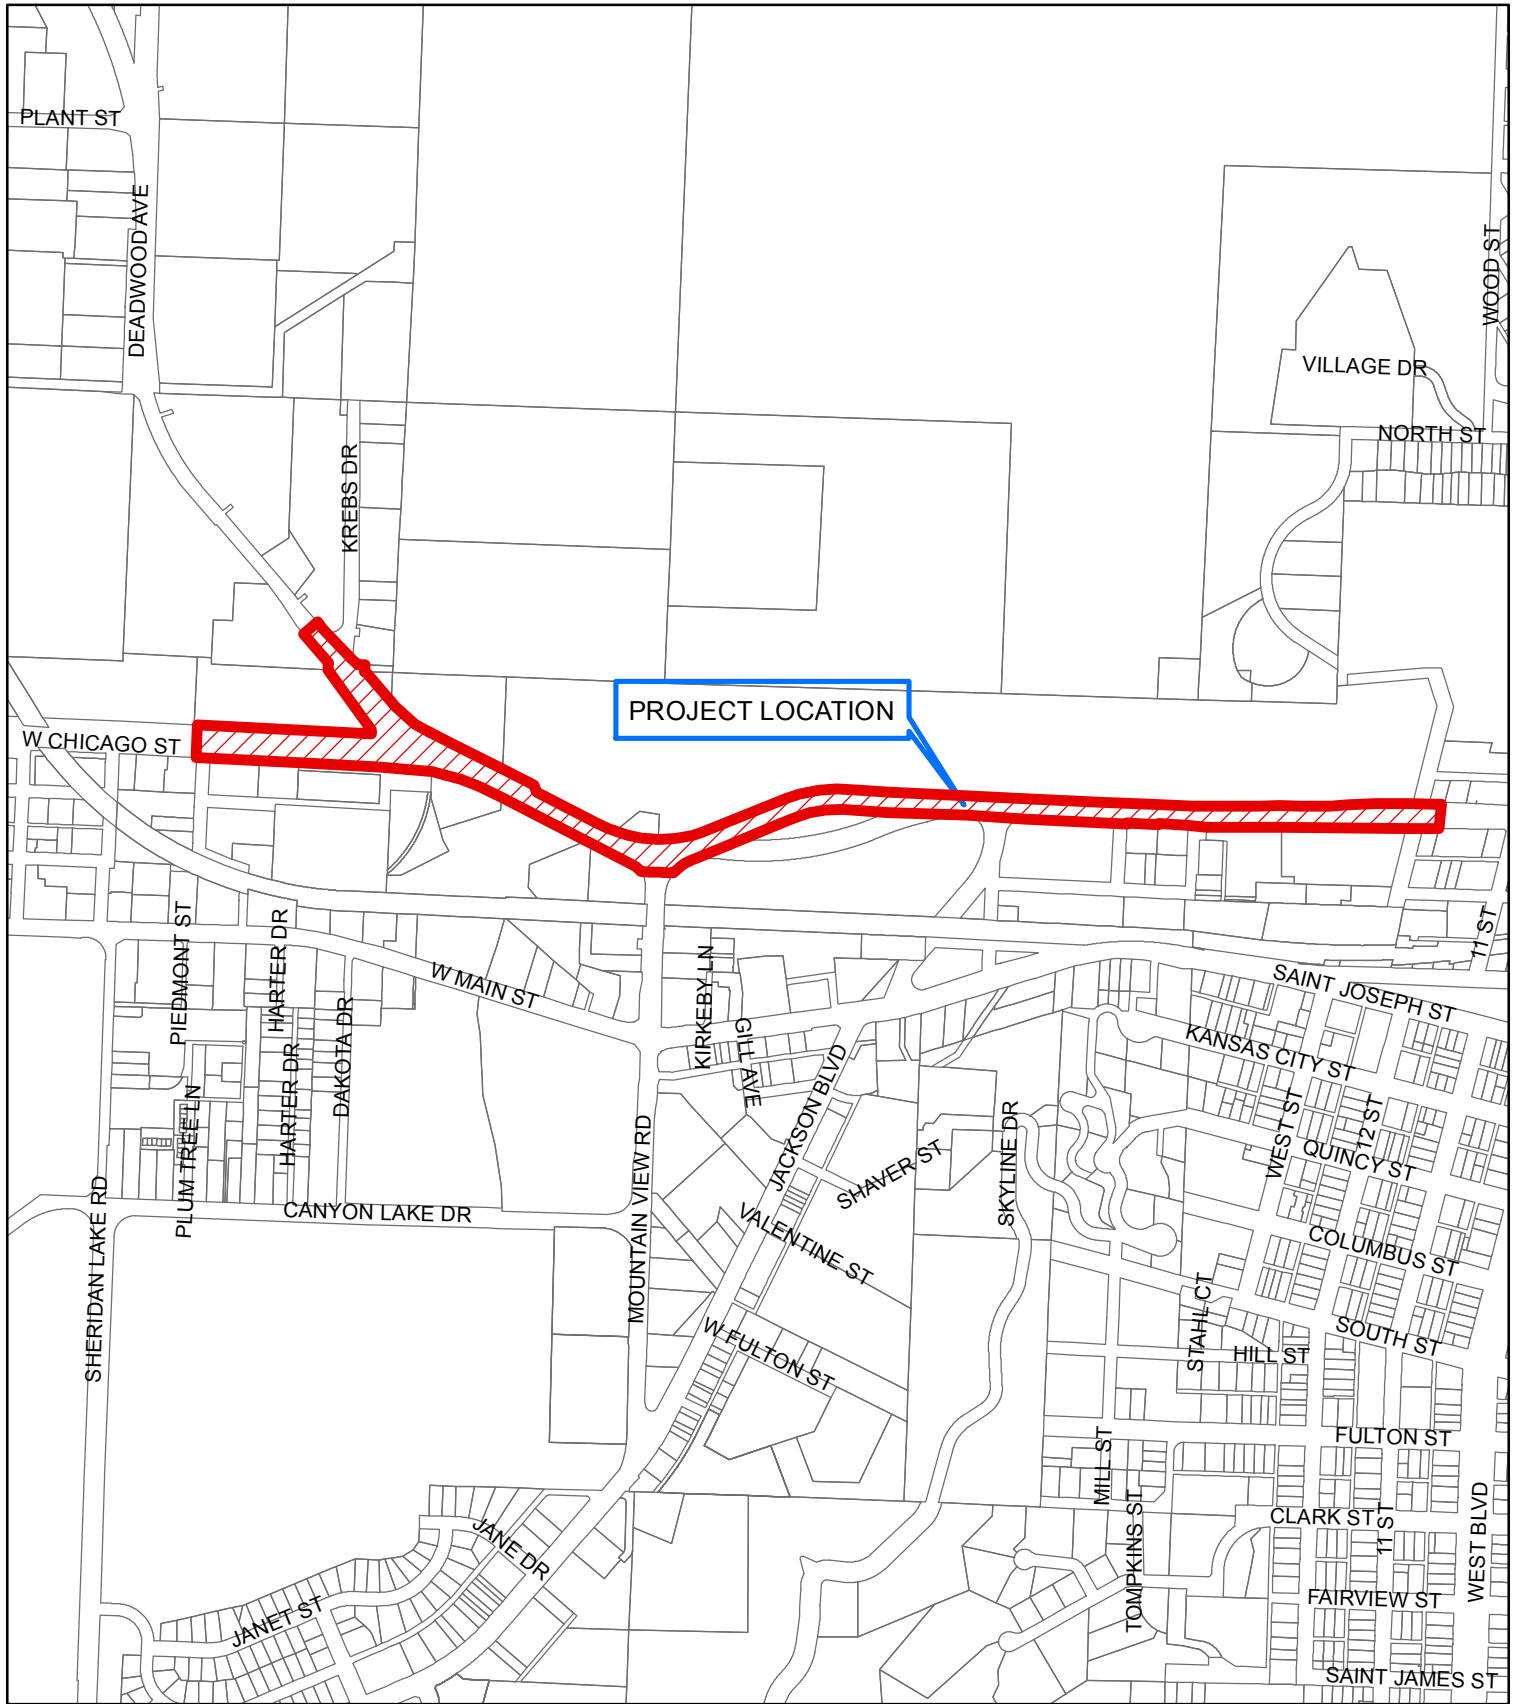 PLANT ST
DEADWOOD AVE
WOOD ST
VILLAGE DR
NORTH ST
KREBS DR
PROJECT LOCATION
W CHICAGO ST
PIEDMONT ST
HARTER DR
W MAIN ST
KIRKEBY LN
11 ST
SAINT JOSEPH ST
KANSAS CITY ST
DAKOTA DR
HARTER DR
GILL AVE
JACKSON BLVD
PLUM TREE LN
SHAVER ST
SKYLINE DR
WEST ST
12 ST
QUINCY ST
CANYON LAKE DR
MOUNTAIN VIEW RD
VALENTINE ST
COLUMBUS ST
SHERIDAN LAKE RD
STAHL CT
SOUTH ST
W FULTON ST
HILL ST
FULTON ST
MILL ST
CLARK ST
11 ST
WEST BLVD
JANE DR
TOMPKINS ST
FAIRVIEW ST
JANET ST
SAINT JAMES ST